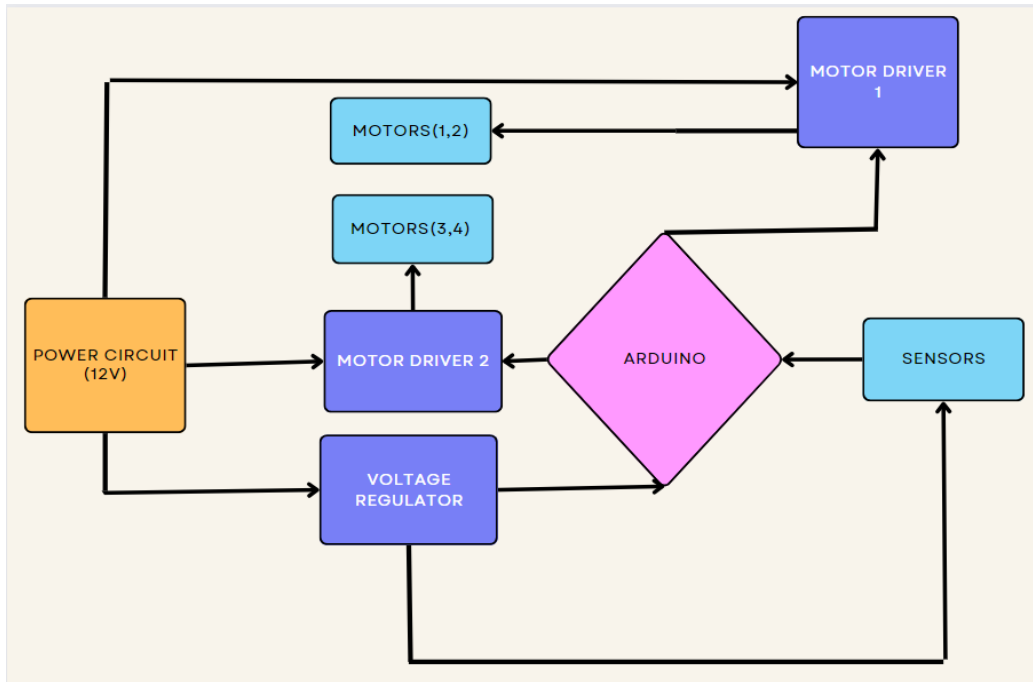 MOTOR DRIVER
1
MOTORS(1,2)
MOTORS(3,4)
POWER CIRCUIT
(12V)
MOTOR DRIVER 2
ARDUINO
SENSORS
VOLTAGE
REGULATOR